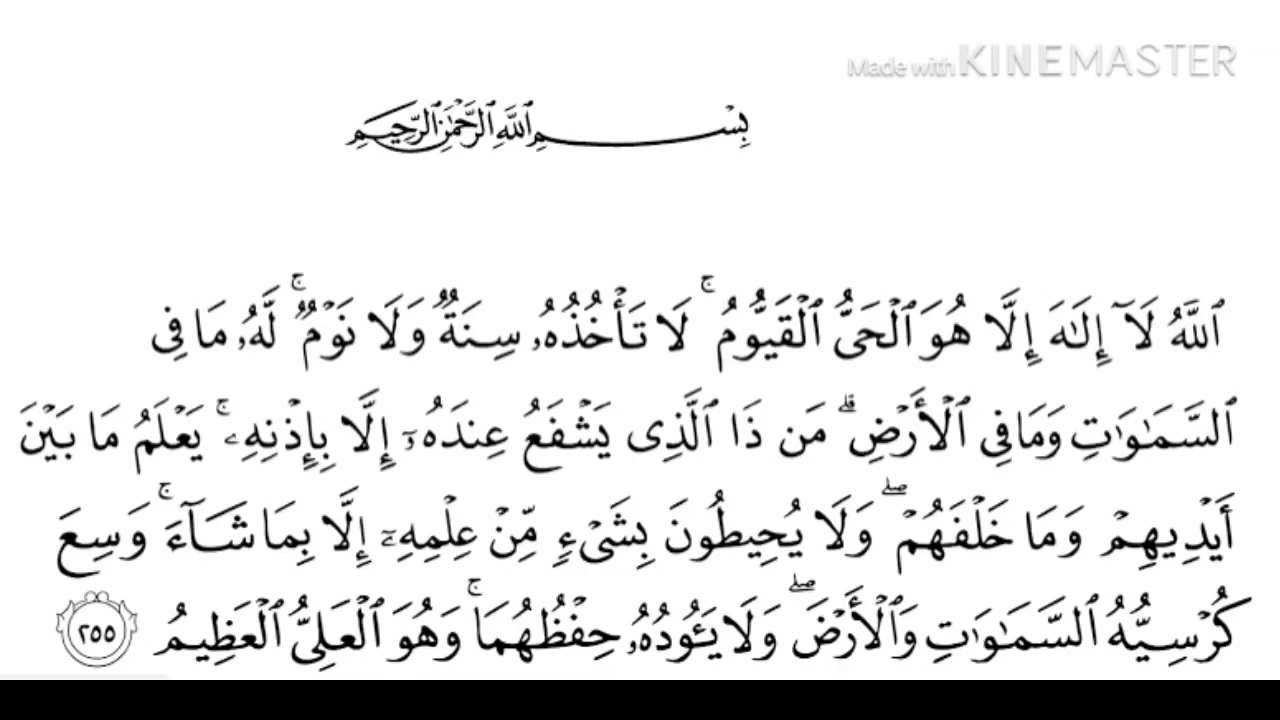 Made with KINEMASTER
بِسْمِ ٱللَّهِ ٱلرَّحْمَٰنِ ٱلرَّحِيمِ
ٱللَّهُ لَآ إِلَٰهَ إِلَّا هُوَ ٱلْحَىُّ ٱلْقَيُّومُ ۚ لَا تَأْخُذُهُۥ سِنَةٌ وَلَا نَوْمٌ ۚ لَّهُۥ مَا فِى
ٱلسَّمَٰوَٰتِ وَمَا فِى ٱلْأَرْضِ ۗ مَن ذَا ٱلَّذِى يَشْفَعُ عِندَهُۥٓ إِلَّا بِإِذْنِهِۦ ۚ يَعْلَمُ مَا بَيْنَ
أَيْدِيهِمْ وَمَا خَلْفَهُمْ ۖ وَلَا يُحِيطُونَ بِشَىْءٍ مِّنْ عِلْمِهِۦٓ إِلَّا بِمَا شَآءَ ۚ وَسِعَ
كُرْسِيُّهُ ٱلسَّمَٰوَٰتِ وَٱلْأَرْضَ ۖ وَلَا يَـُٔودُهُۥ حِفْظُهُمَا ۚ وَهُوَ ٱلْعَلِىُّ ٱلْعَظِيمُ ٢٥٥